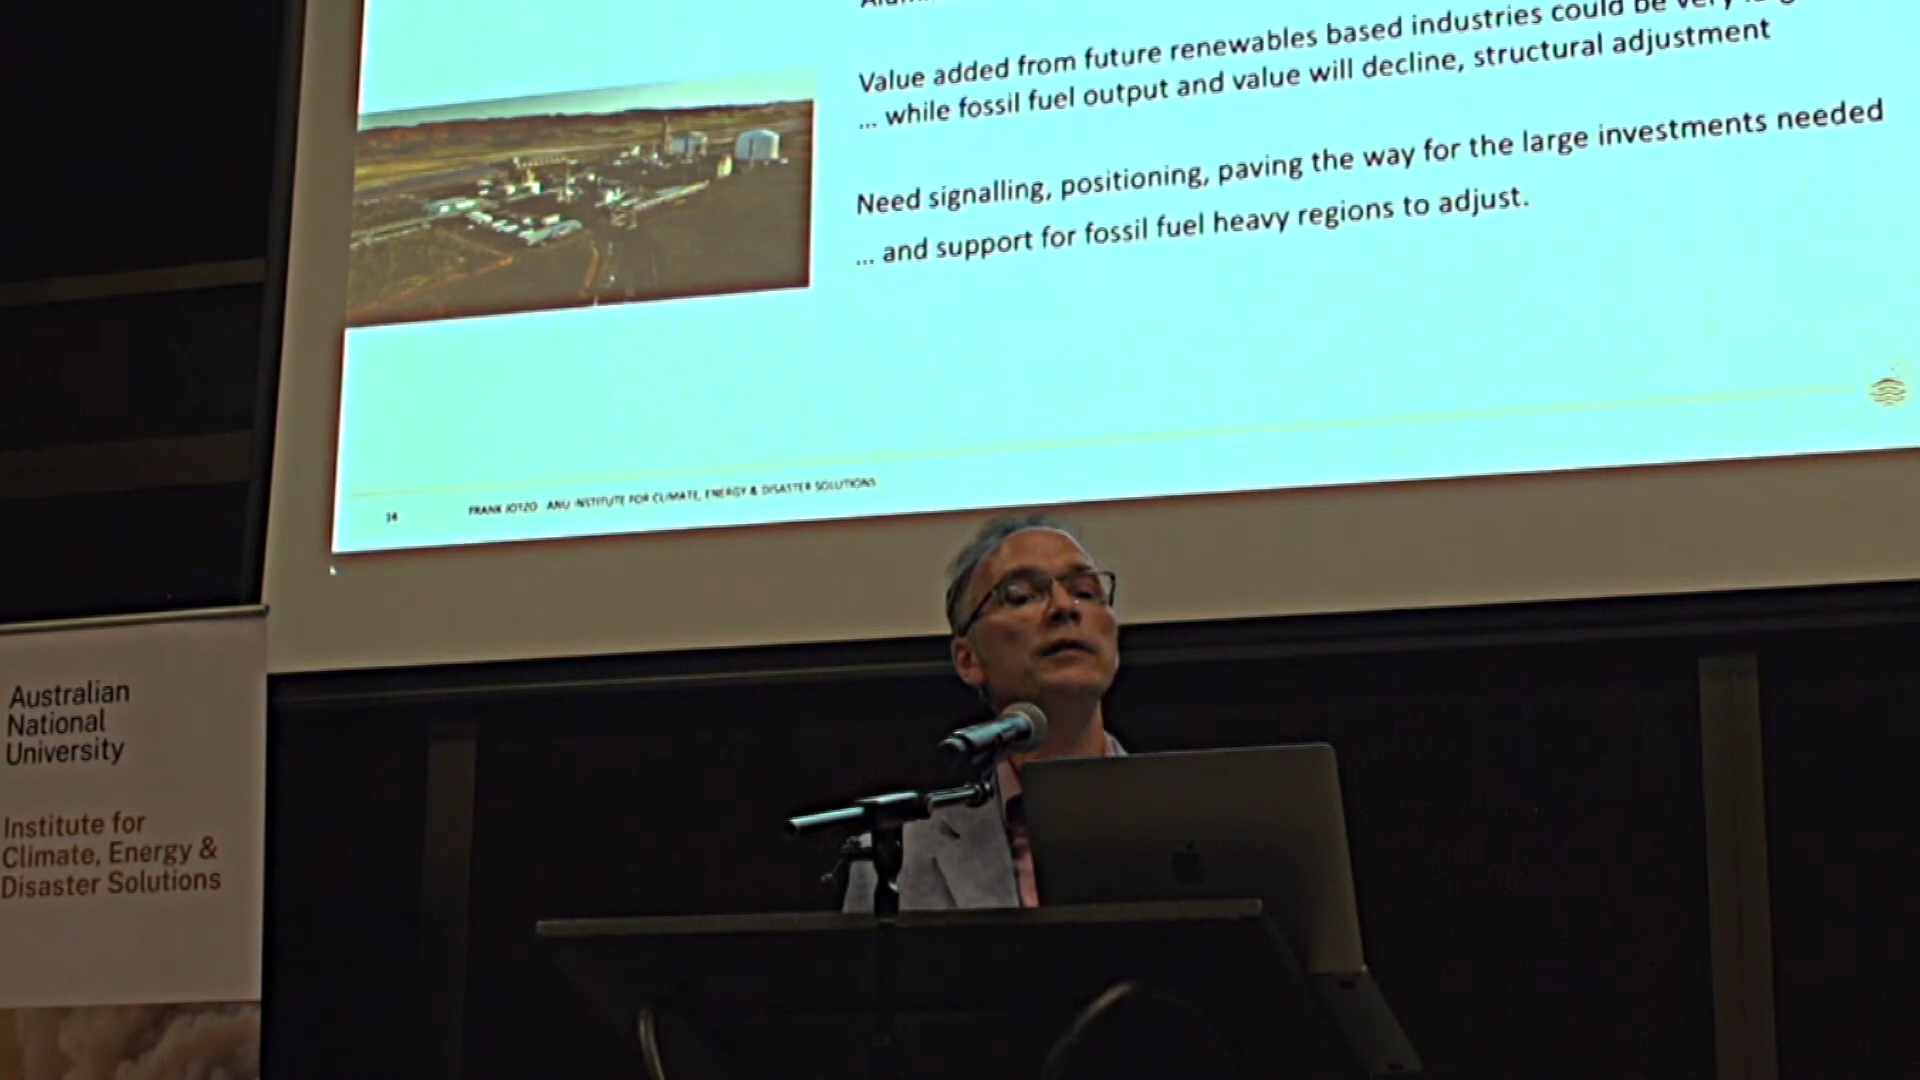 Value added from future renewables based industries could be very
... while fossil fuel output and value will decline, structural adjustment
Need signalling, positioning, paving the way for the large investments needed
... and support for fossil fuel heavy regions to adjust.
14 FRANK JOTZO ANU INSTITUTE FOR CLIMATE, ENERGY & DISASTER SOLUTIONS
Australian
National
University
Institute for
Climate, Energy &
Disaster Solutions